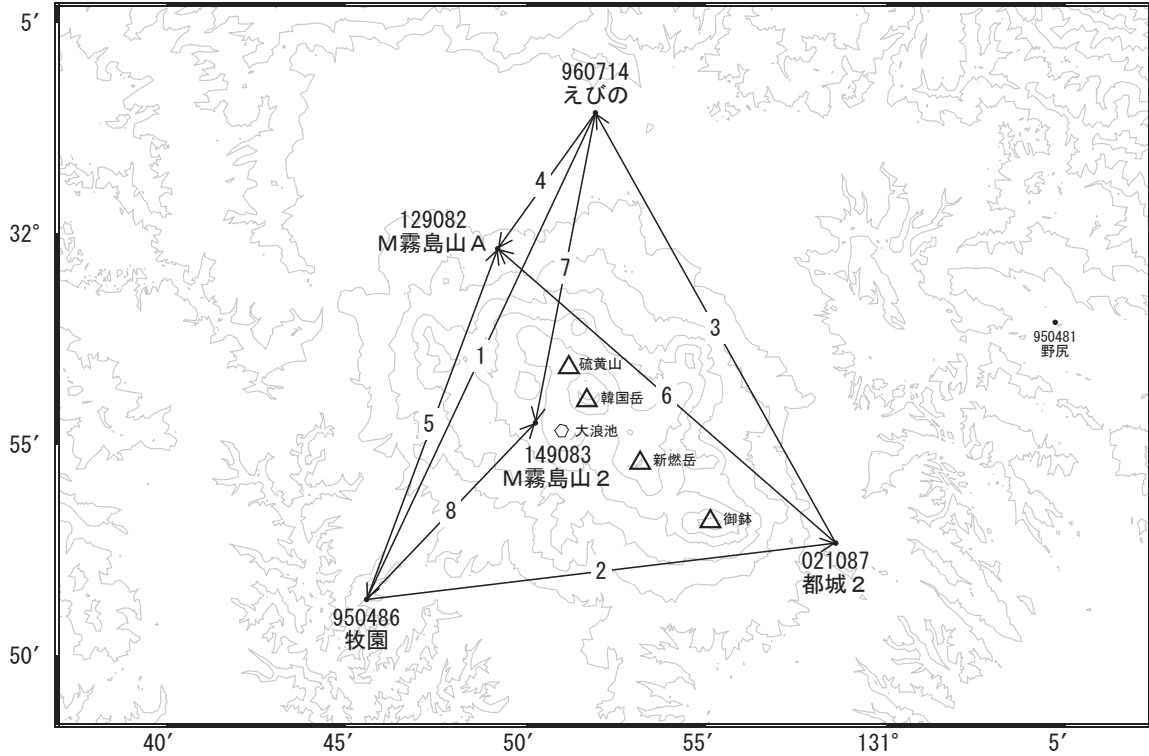 5′
960714
えびの
4
129082
M霧島山A
32°
7
3
950481
野尻
1
硫黄山
6
韓国岳
5
大浪池
55′
149083
M霧島山2
新燃岳
8
御鉢
021087
都城2
2
950486
牧園
50′
40′
45′
50′
55′
131°
5′